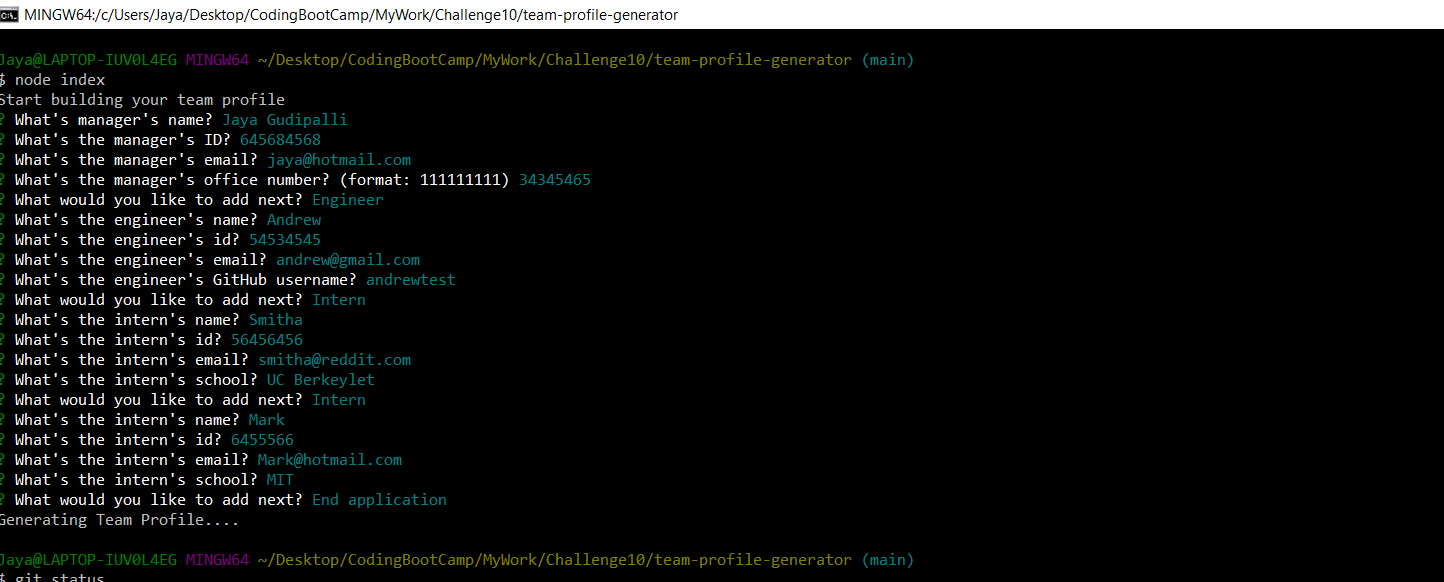 MINGW64:/c/Users/Jaya/Desktop/CodingBootCamp/MyWork/Challenge10/team-profile-generator
Jaya@LAPTOP-IUV0L4EG MINGW64 ~/Desktop/CodingBootCamp/MyWork/Challenge10/team-profile-generator (main)
$ node index
Start building your team profile
? What's manager's name? Jaya Gudipalli
? What's the manager's ID? 645684568
? What's the manager's email? jaya@hotmail.com
? What's the manager's office number? (format: 111111111) 34345465
? What would you like to add next? Engineer
? What's the engineer's name? Andrew
? What's the engineer's id? 54534545
? What's the engineer's email? andrew@gmail.com
? What's the engineer's GitHub username? andrewtest
? What would you like to add next? Intern
? What's the intern's name? Smitha
? What's the intern's id? 56456456
? What's the intern's email? smitha@reddit.com
? What's the intern's school? UC Berkeylet
? What would you like to add next? Intern
? What's the intern's name? Mark
? What's the intern's id? 6455566
? What's the intern's email? Mark@hotmail.com
? What's the intern's school? MIT
? What would you like to add next? End application
Generating Team Profile....
Jaya@LAPTOP-IUV0L4EG MINGW64 ~/Desktop/CodingBootCamp/MyWork/Challenge10/team-profile-generator (main)
$ git status